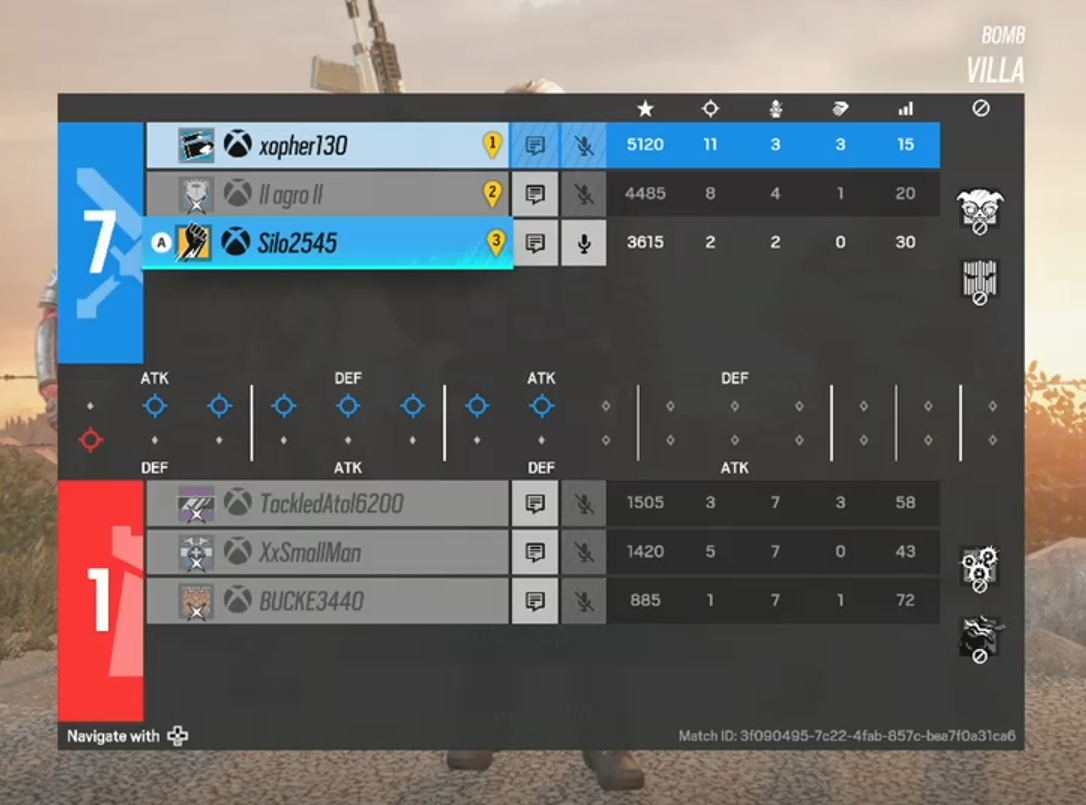 BOMB
VILLA
7
1 xopher130 5120 11 3 3 15
2 II agro II 4485 8 4 1 20
A Silo2545 3 3615 2 2 0 30
ATK DEF ATK DEF
DEF ATK DEF ATK
1
TackledAtol6200 1505 3 7 3 58
XxSmallMan 1420 5 7 0 43
BUCKE3440 885 1 7 1 72
Navigate with
Match ID: 3f090495-7c22-4fab-857c-bea7f0a31ca6